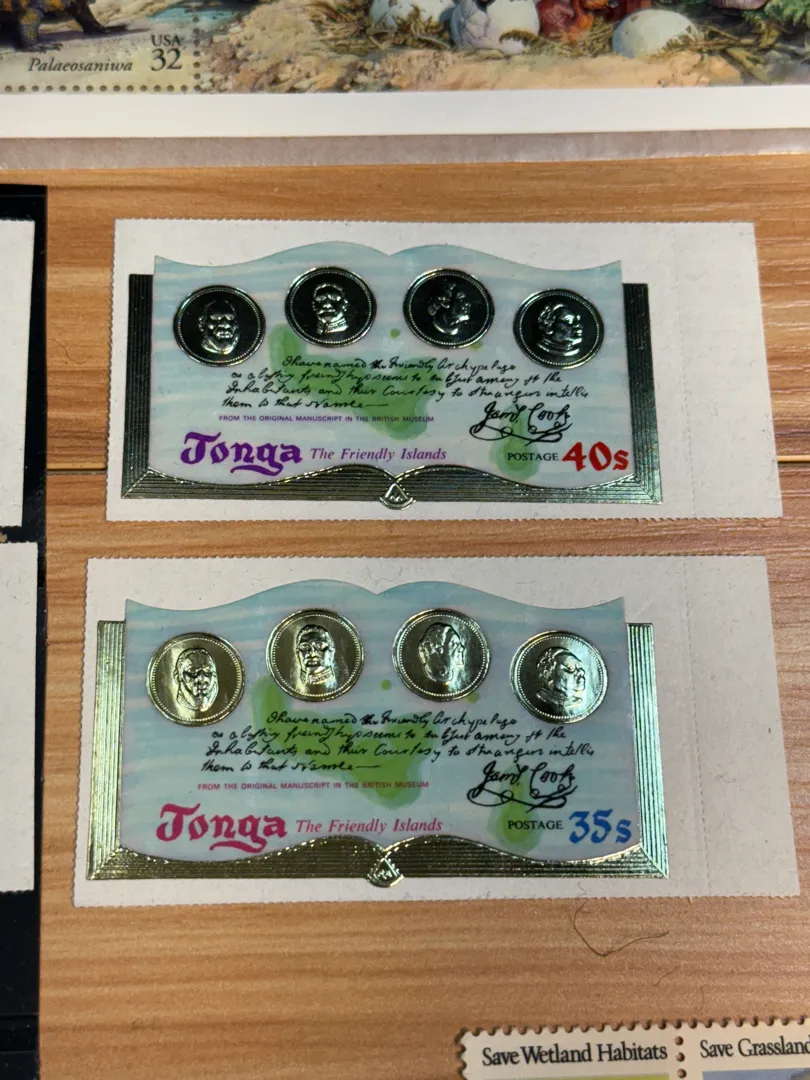 Palaeosaniwa
USA
32
I have named the Friendly Archypelago
as a lasting friendship seems to subsist among
the
Inhabitants and their Courtesy to strangers intitles
them to that Name
Jam.s Cook
FROM THE ORIGINAL MANUSCRIPT IN THE BRITISH MUSEUM
Tonga The Friendly Islands
POSTAGE 40s
I have named the Friendly Archypelago
as a lasting friendship seems to subsist among
the
Inhabitants and their Courtesy to strangers intitles
them to that Name
Jam.s Cook
FROM THE ORIGINAL MANUSCRIPT IN THE BRITISH MUSEUM
Tonga The Friendly Islands
POSTAGE 35s
Save Wetland Habitats
Save Grassland